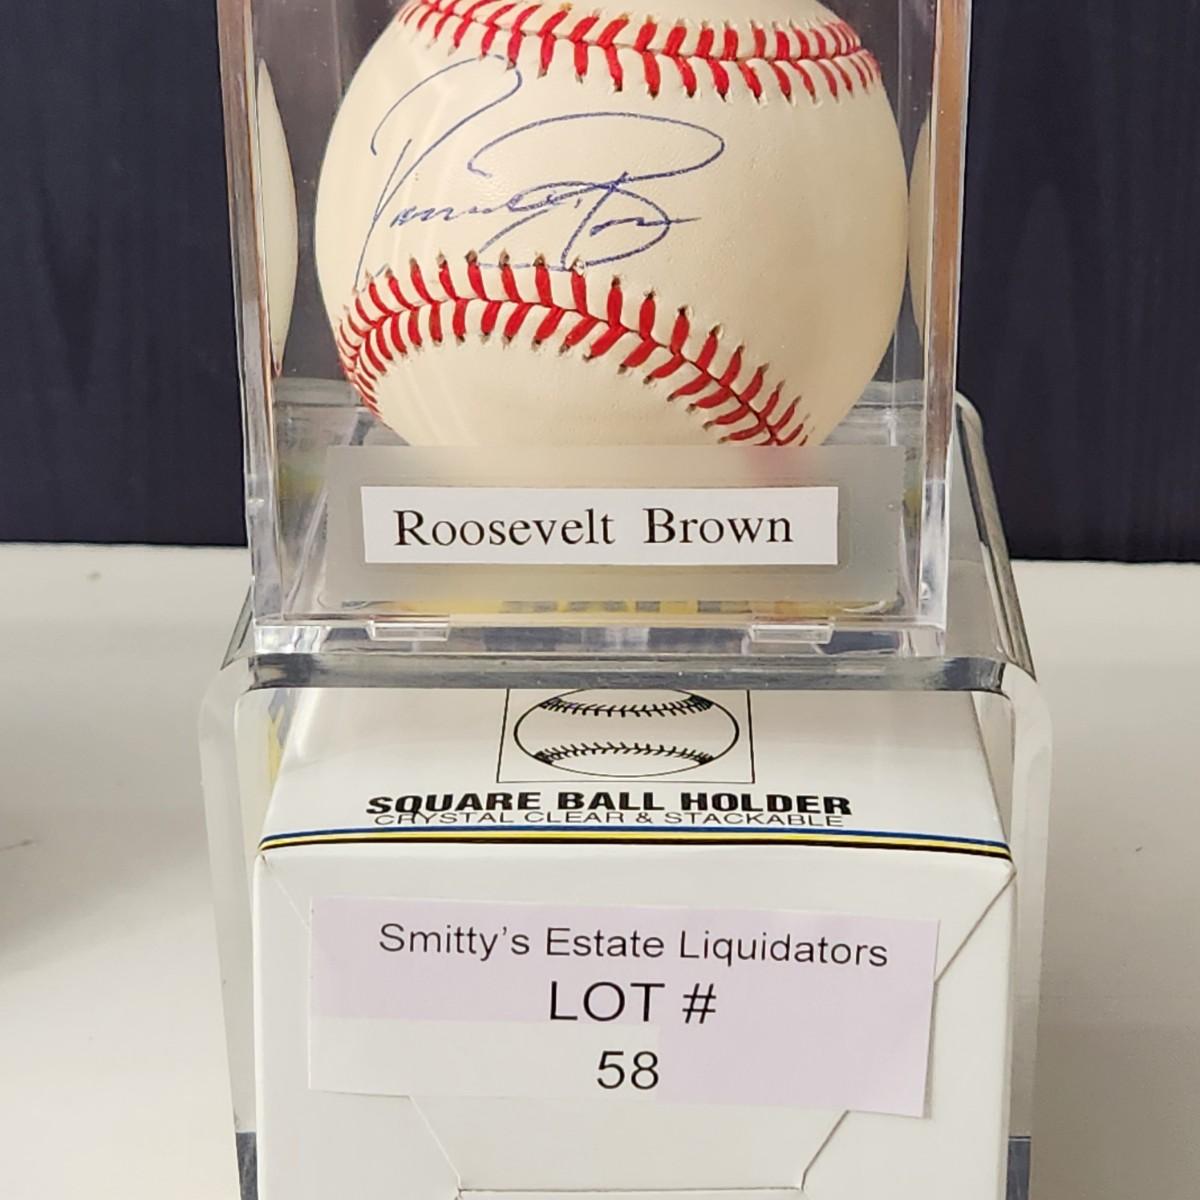 Roosevelt Brown
SQUARE BALL HOLDER
CRYSTAL CLEAR & STACKABLE
Smitty's Estate Liquidators
LOT #
58